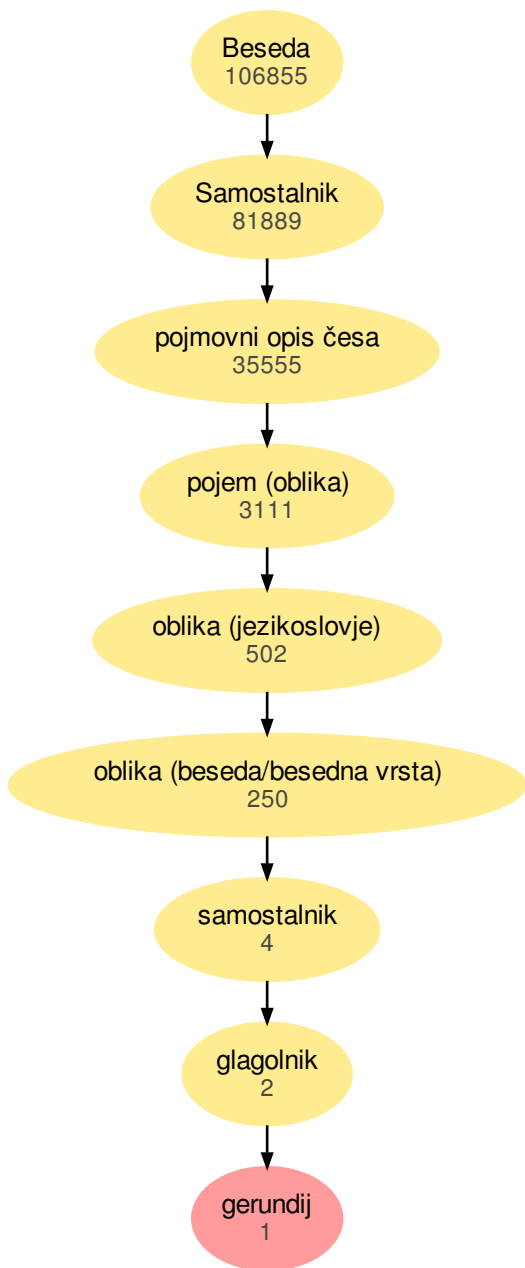 Beseda
106855
Samostalnik
81889
pojmovni opis česa
35555
pojem (oblika)
3111
oblika (jezikoslovje)
502
oblika (beseda/besedna vrsta)
250
samostalnik
4
glagolnik
2
gerundij
1